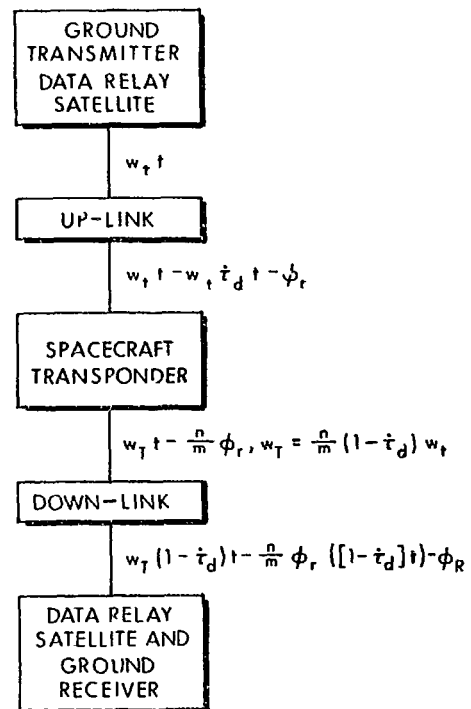 GROUND
TRANSMITTER
DATA RELAY
SATELLITE
w_t t
UP-LINK
w_t t - w_t τ̇_d t - ϕ_r
SPACECRAFT
TRANSPONDER
w_T t - n/m ϕ_r, w_T = n/m (1 - τ̇_d) w_t
DOWN-LINK
w_T (1 - τ̇_d) t - n/m ϕ_r ([1 - τ̇_d] t) - ϕ_R
DATA RELAY
SATELLITE AND
GROUND
RECEIVER